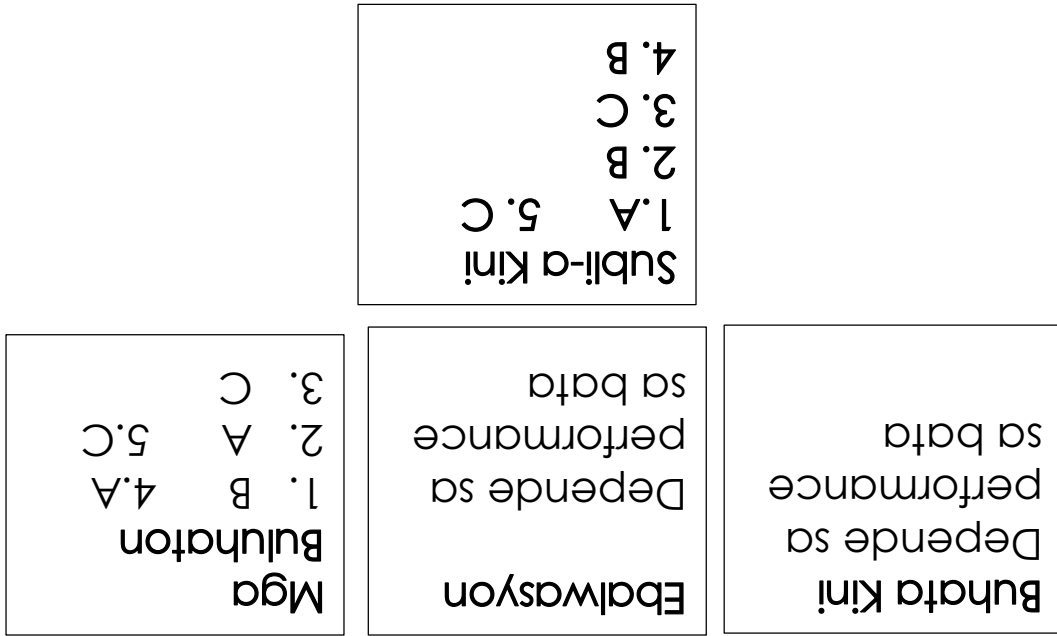 Buhata Kini
Depende sa
performance
sa bata
Ebalwasyon
Depende sa
performance
sa bata
Mga
Buluhaton
1. B 4.A
2. A 5.C
3. C
Subli-a Kini
1.A 5. C
2. B
3. C
4. B